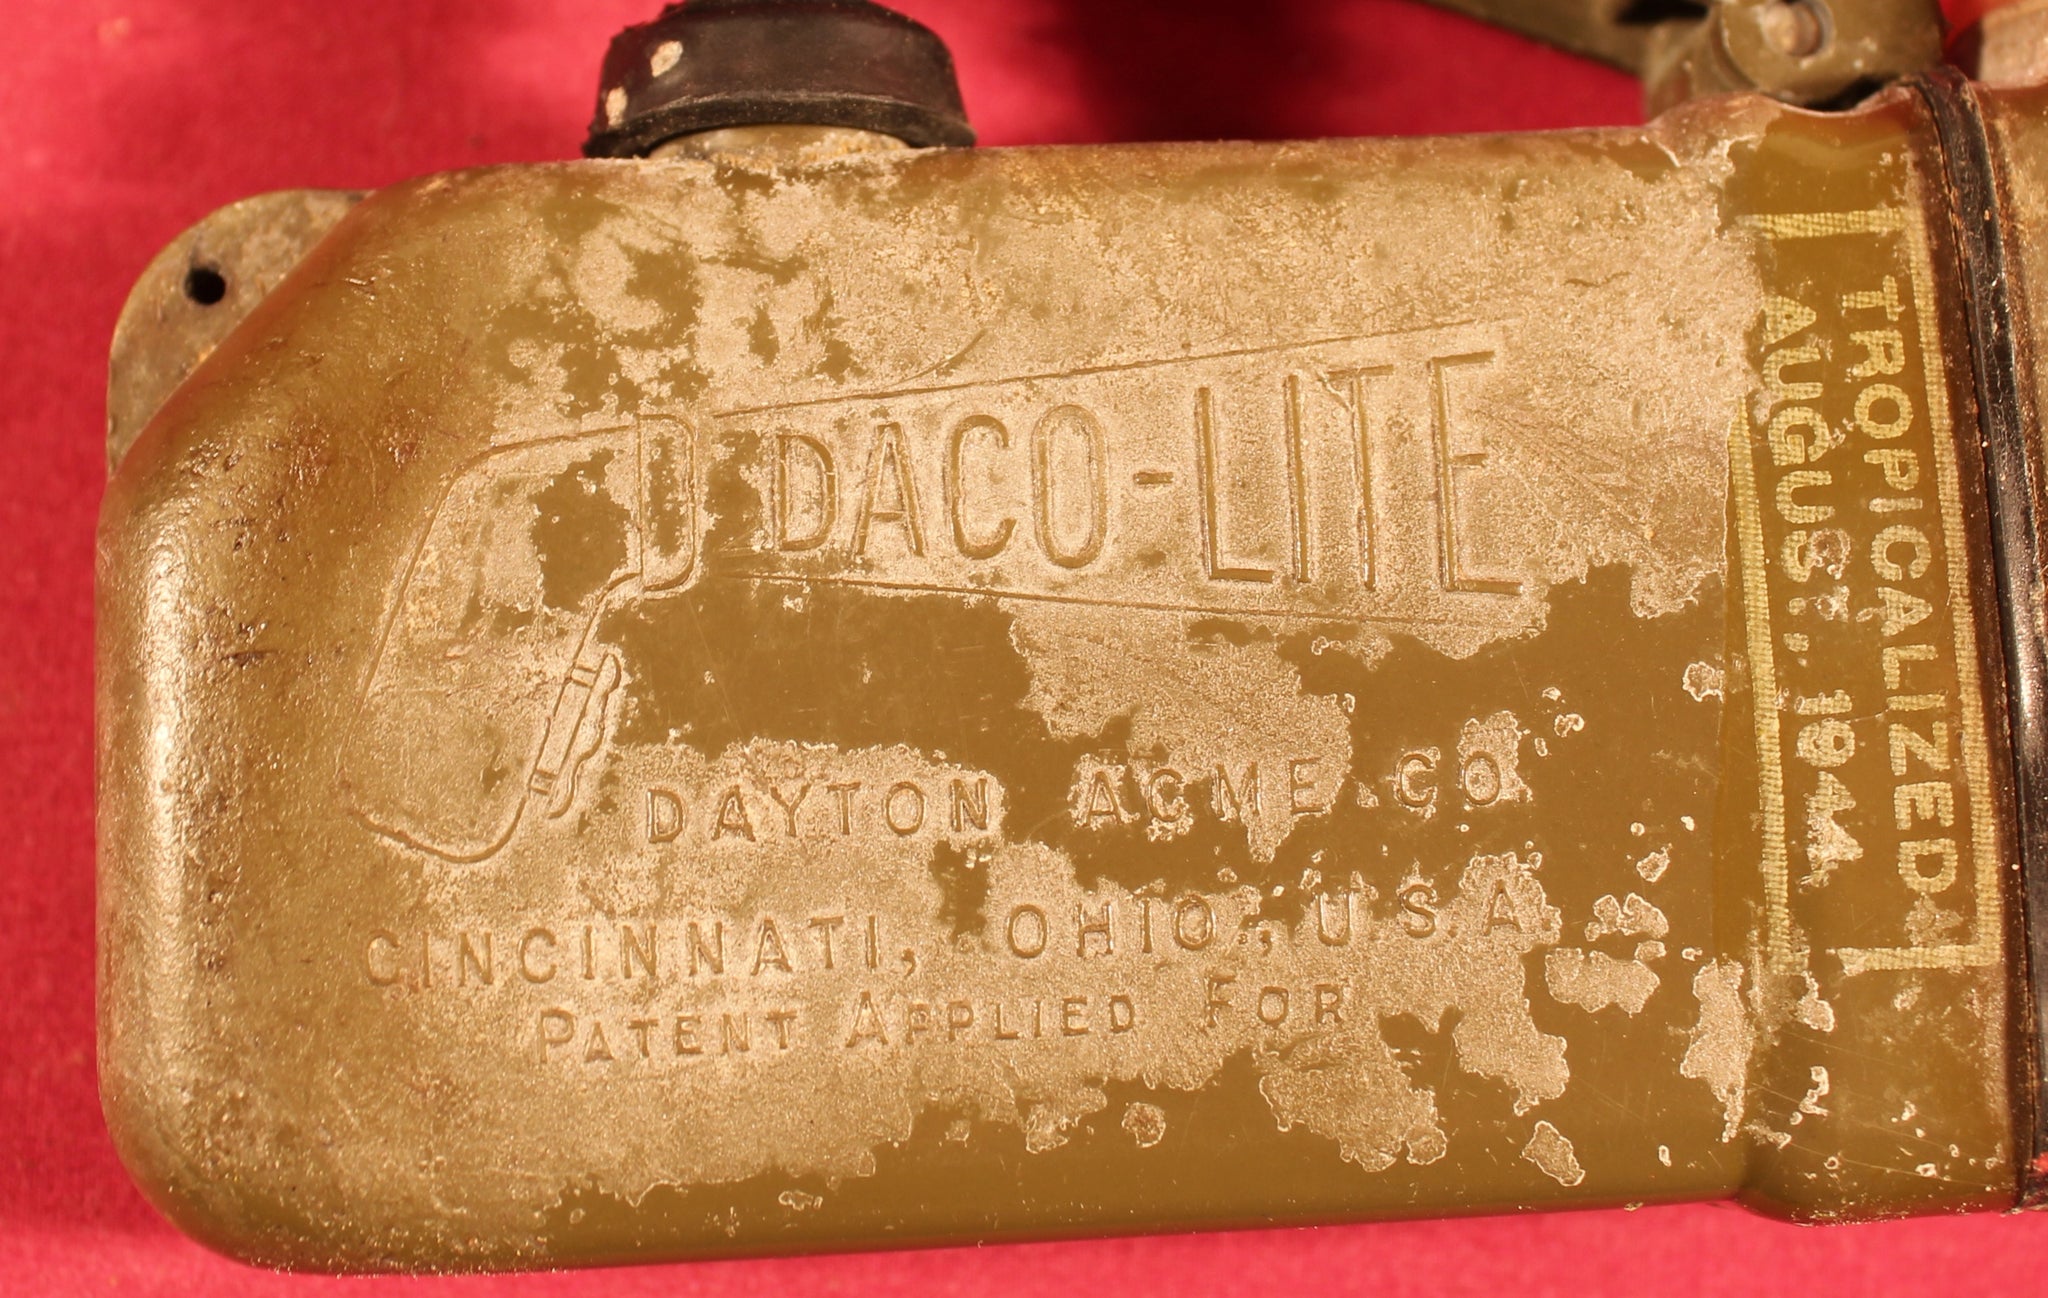 DACO-LITE
DAYTON ACME CO
CINCINNATI, OHIO, U.S.A.
PATENT APPLIED FOR
TROPICALIZED
AUGUST, 1944